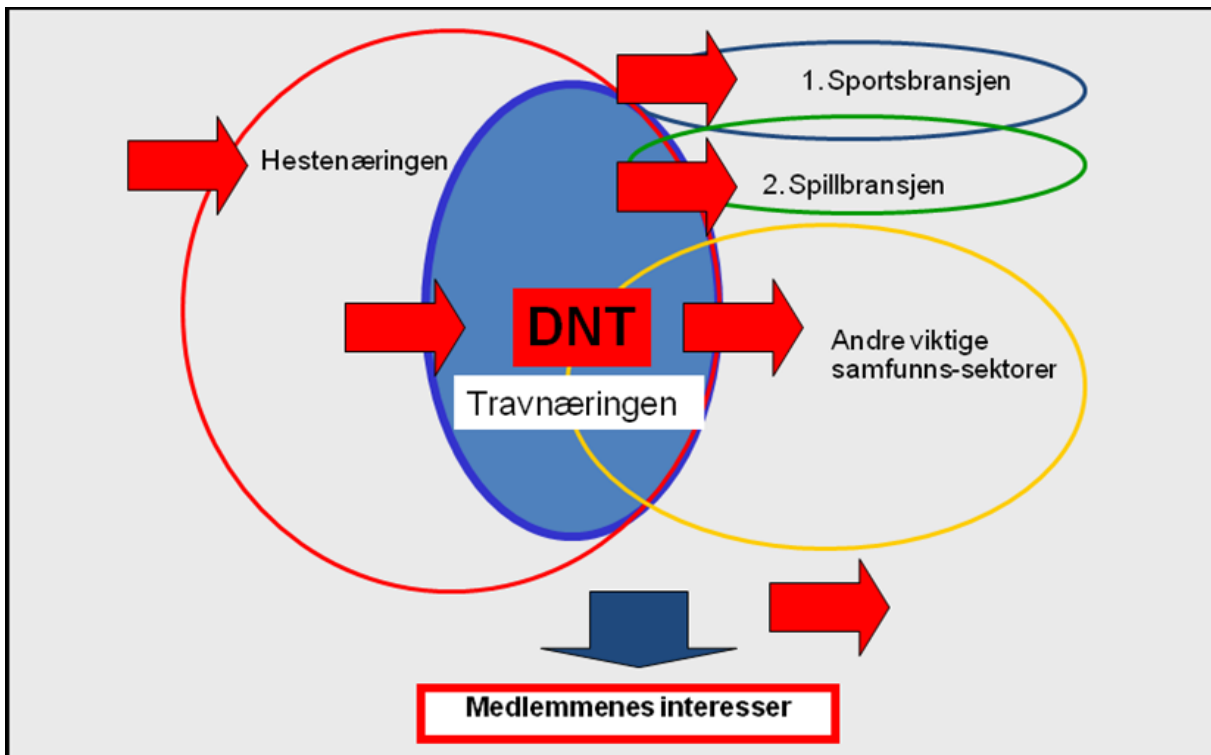 1. Sportsbransjen
Hestenæringen
2. Spillbransjen
DNT
Andre viktige
samfunns-sektorer
Travnæringen
Medlemmenes interesser